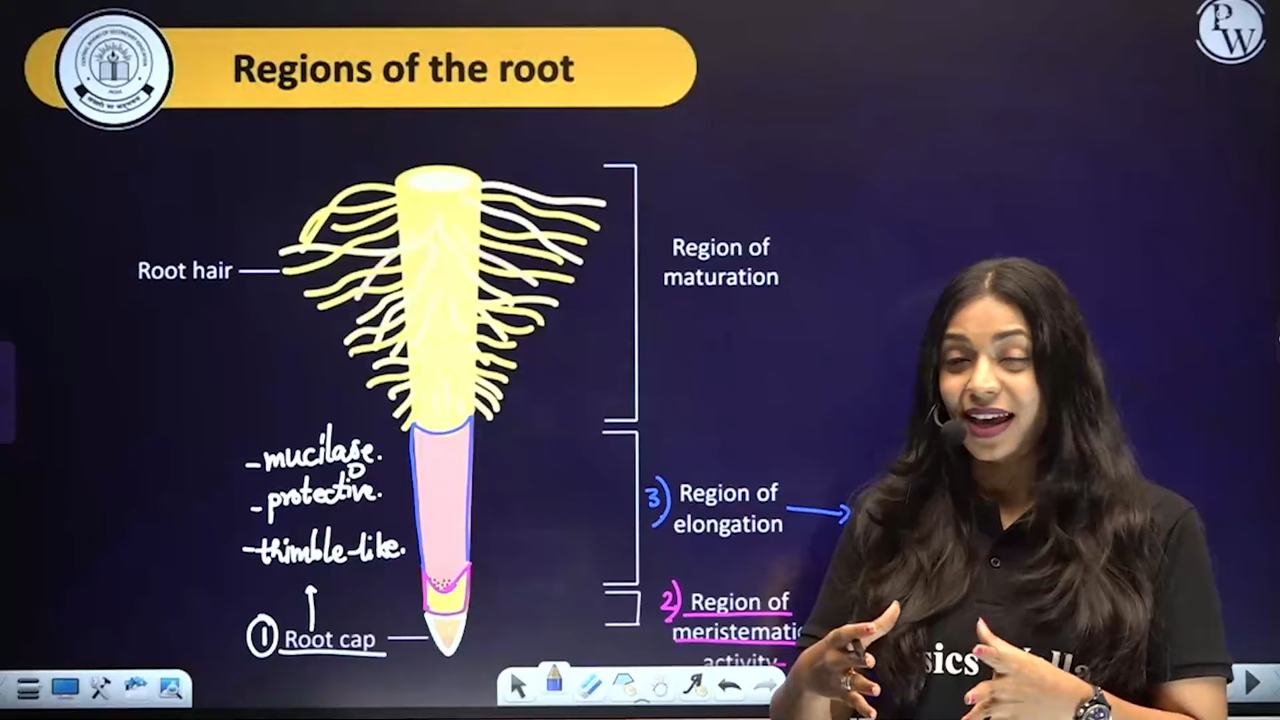 Regions of the root
PW
Root hair
Region of
maturation
- mucilage.
- protective.
- thimble-like.
3) Region of
elongation
2) Region of
meristematic
activity
1 Root cap